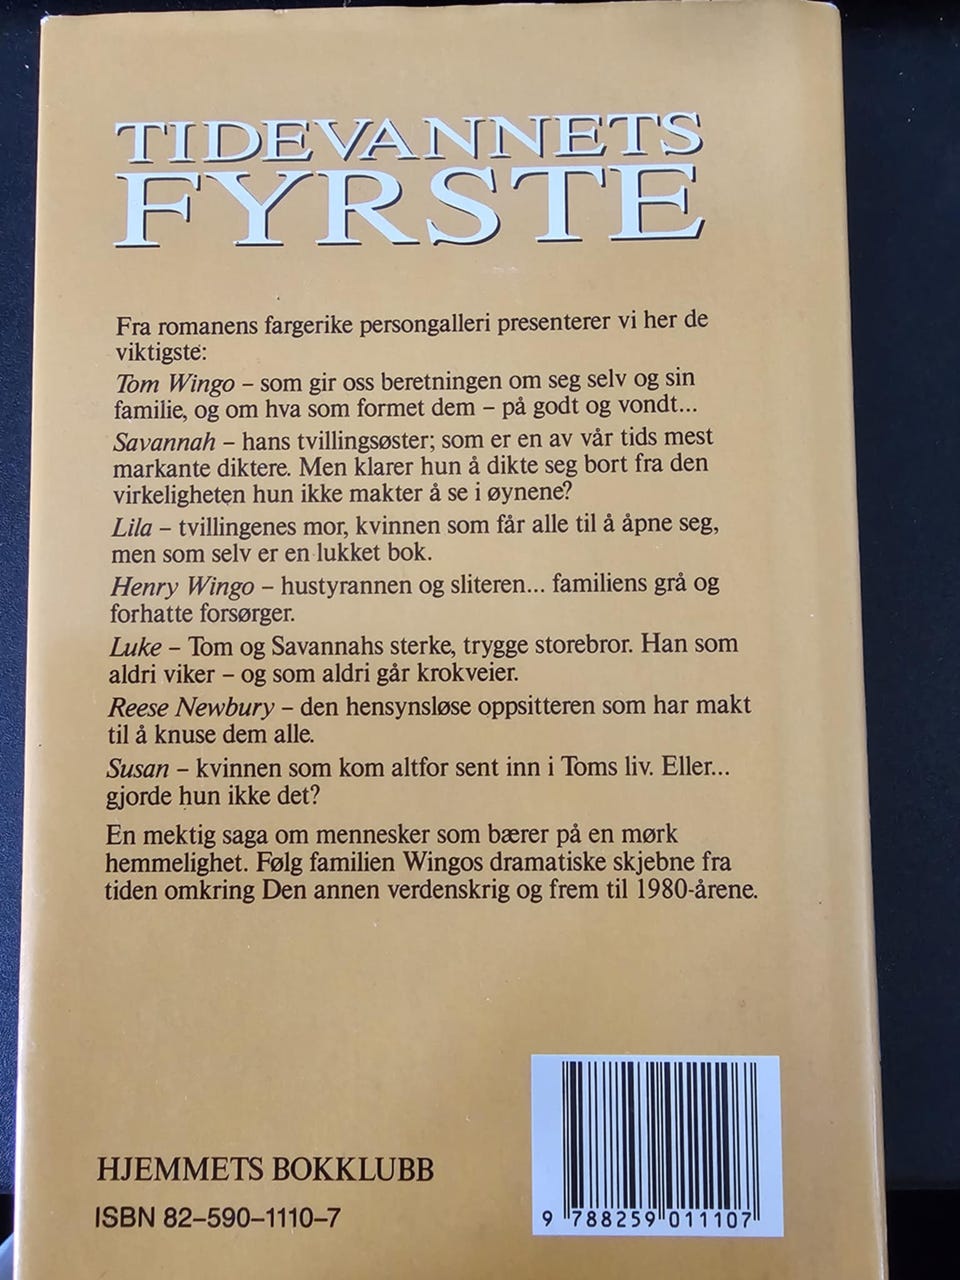 TIDEVANNETS
FYRSTE
Fra romanens fargerike persongalleri presenterer vi her de
viktigste:
Tom Wingo – som gir oss beretningen om seg selv og sin
familie, og om hva som formet dem – på godt og vondt...
Savannah – hans tvillingsøster; som er en av vår tids mest
markante diktere. Men klarer hun å dikte seg bort fra den
virkeligheten hun ikke makter å se i øynene?
Lila – tvillingenes mor, kvinnen som får alle til å åpne seg,
men som selv er en lukket bok.
Henry Wingo – hustyrannen og sliteren... familiens grå og
forhatte forsørger.
Luke – Tom og Savannahs sterke, trygge storebror. Han som
aldri viker – og som aldri går krokveier.
Reese Newbury – den hensynsløse oppsitteren som har makt
til å knuse dem alle.
Susan – kvinnen som kom altfor sent inn i Toms liv. Eller...
gjorde hun ikke det?
En mektig saga om mennesker som bærer på en mørk
hemmelighet. Følg familien Wingos dramatiske skjebne fra
tiden omkring Den annen verdenskrig og frem til 1980-årene.
HJEMMETS BOKKLUBB
ISBN 82–590–1110–7
9 788259 011107